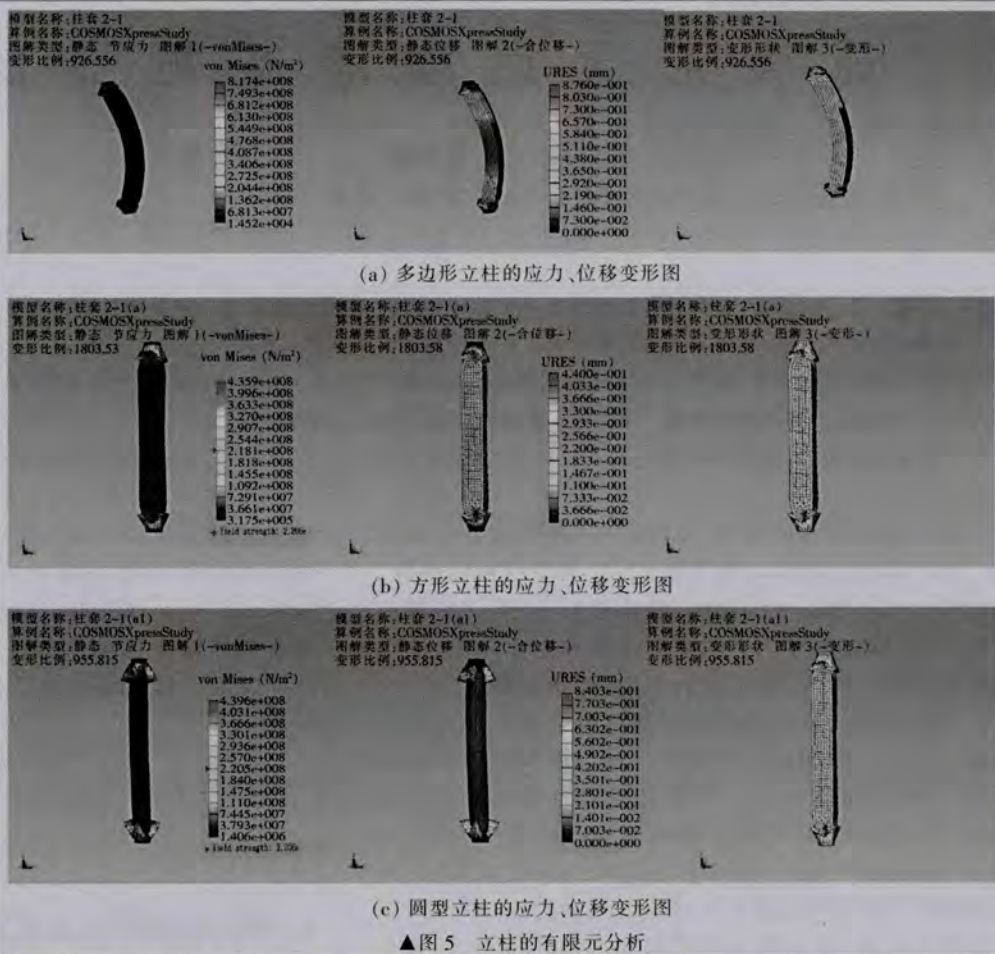 模型名称:柱套 2-1
算例名称:COSMOSXpressStudy
图解类型:静态 节应力 图解 1(-vonMises-)
变形比例:926.556
von Mises (N/m²)
8.174e+008
7.493e+008
6.812e+008
6.130e+008
5.449e+008
4.768e+008
4.087e+008
3.406e+008
2.725e+008
2.044e+008
1.362e+008
6.813e+007
1.452e+004
模型名称:柱套 2-1
算例名称:COSMOSXpressStudy
图解类型:静态位移 图解 2(-合位移-)
变形比例:926.556
URES (mm)
8.760e-001
8.030e-001
7.300e-001
6.570e-001
5.840e-001
5.110e-001
4.380e-001
3.650e-001
2.920e-001
2.190e-001
1.460e-001
7.300e-002
0.000e+000
模型名称:柱套 2-1
算例名称:COSMOSXpressStudy
图解类型:变形形状 图解 3(-变形-)
变形比例:926.556
(a) 多边形立柱的应力、位移变形图
模型名称:柱套 2-1(a)
算例名称:COSMOSXpressStudy
图解类型:静态 节应力 图解 1(-vonMises-)
变形比例:1803.53
von Mises (N/m²)
4.359e+008
3.996e+008
3.633e+008
3.270e+008
2.907e+008
2.544e+008
2.181e+008
1.818e+008
1.455e+008
1.092e+008
7.291e+007
3.661e+007
3.175e+005
Yield strength: 2.206e
模型名称:柱套 2-1(a)
算例名称:COSMOSXpressStudy
图解类型:静态位移 图解 2(-合位移-)
变形比例:1803.58
URES (mm)
4.400e-001
4.033e-001
3.666e-001
3.300e-001
2.933e-001
2.566e-001
2.200e-001
1.833e-001
1.467e-001
1.100e-001
7.333e-002
3.666e-002
0.000e+000
模型名称:柱套 2-1(a)
算例名称:COSMOSXpressStudy
图解类型:变形形状 图解 3(-变形-)
变形比例:1803.58
(b) 方形立柱的应力、位移变形图
模型名称:柱套 2-1(a1)
算例名称:COSMOSXpressStudy
图解类型:静态 节应力 图解 1(-vonMises-)
变形比例:955.815
von Mises (N/m²)
4.396e+008
4.031e+008
3.666e+008
3.301e+008
2.936e+008
2.570e+008
2.205e+008
1.840e+008
1.475e+008
1.110e+008
7.445e+007
3.793e+007
1.406e+006
Yield strength: 2.206e
模型名称:柱套 2-1(a1)
算例名称:COSMOSXpressStudy
图解类型:静态位移 图解 2(-合位移-)
变形比例:955.815
URES (mm)
8.403e-001
7.703e-001
7.003e-001
6.302e-001
5.602e-001
4.902e-001
4.202e-001
3.501e-001
2.801e-001
2.101e-001
1.401e-002
7.003e-002
0.000e+000
模型名称:柱套 2-1(a1)
算例名称:COSMOSXpressStudy
图解类型:变形形状 图解 3(-变形-)
变形比例:955.815
(c) 圆型立柱的应力、位移变形图
▲图 5 立柱的有限元分析